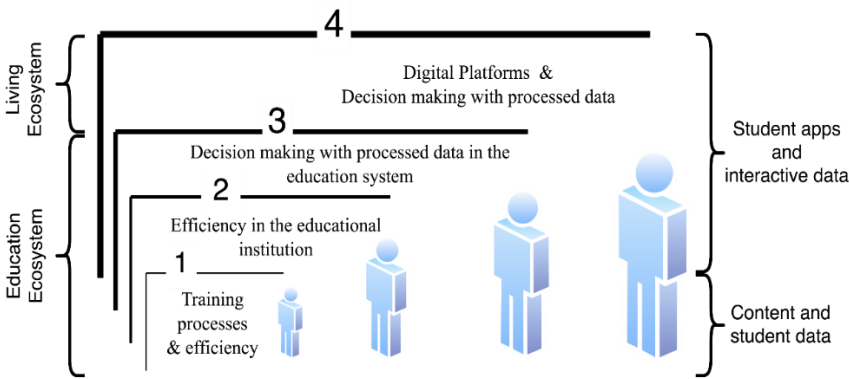 4
Living
Ecosystem
Digital Platforms &
Decision making with processed data
3
Decision making with processed data in the
education system
Student apps
and
interactive data
2
Education
Ecosystem
Efficiency in the educational
institution
1
Training
processes
& efficiency
Content and
student data